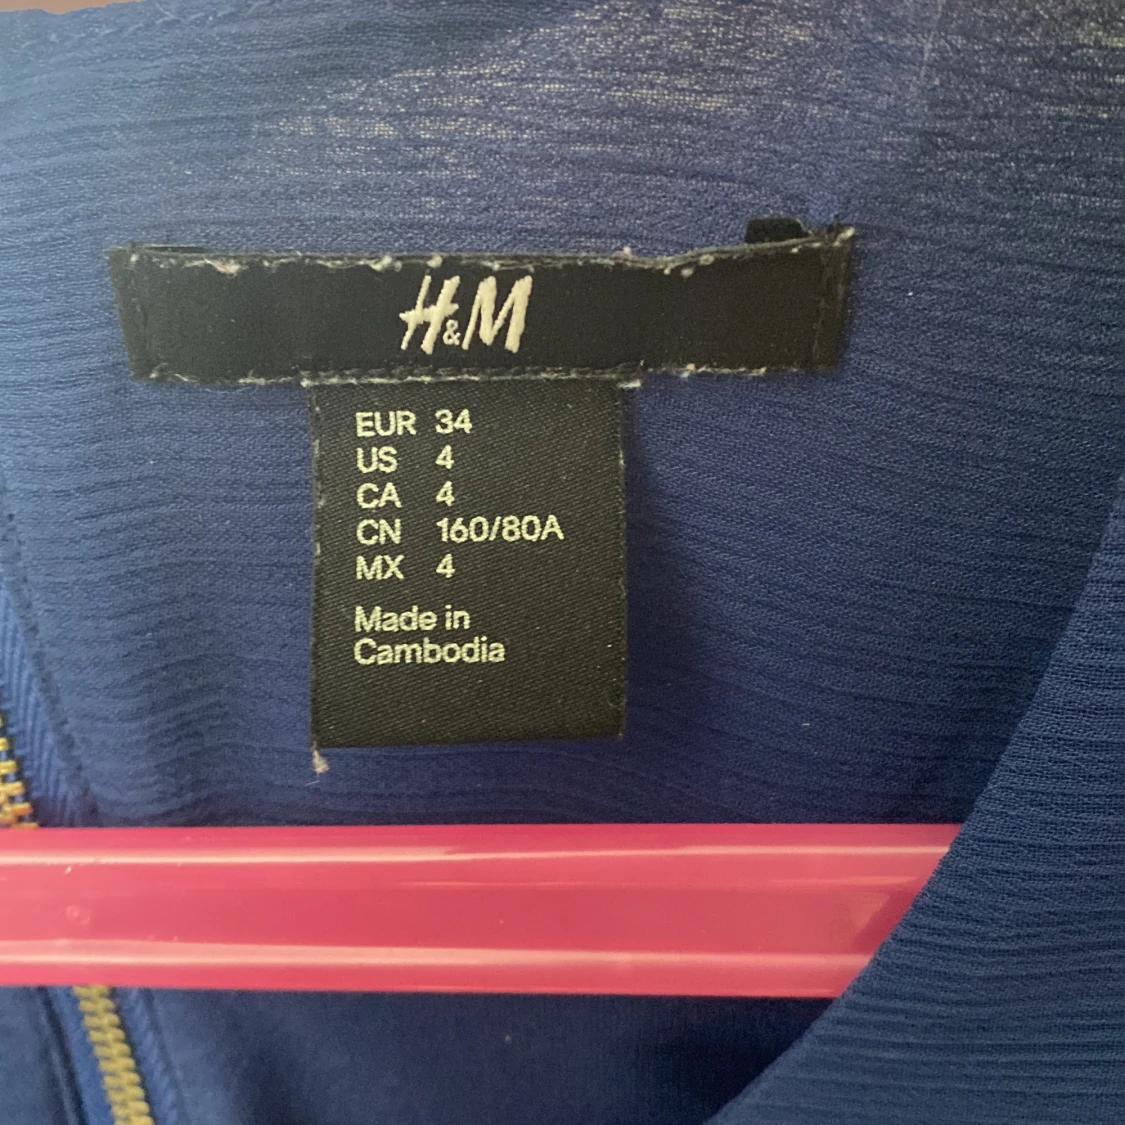 H&M
EUR 34
US 4
CA 4
CN 160/80A
MX 4
Made in
Cambodia